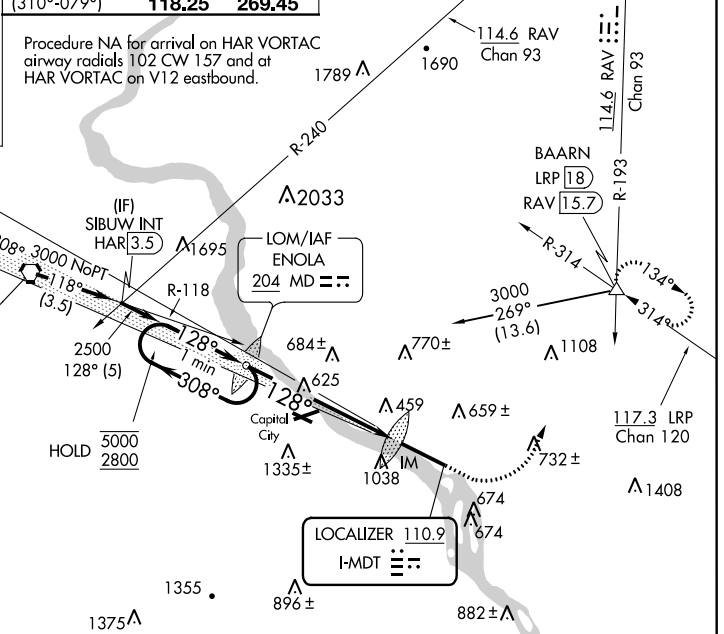 (310°-079°) 118.25 269.45
Procedure NA for arrival on HAR VORTAC
airway radials 102 CW 157 and at
HAR VORTAC on V12 eastbound.
114.6 RAV
Chan 93
1789
1690
114.6 RAV
Chan 93
R-240
R-193
BAARN
LRP 18
RAV 15.7
2033
(IF)
SIBUW INT
HAR 3.5
1695
LOM/IAF
ENOLA
204 MD
R-314
134°
314°
3000 NoPT
118°
(3.5)
R-118
3000
269°
(13.6)
2500
128° (5)
128°
1 min
308°
684±
770±
1108
625
128°
459
659±
Capital
City
117.3 LRP
Chan 120
HOLD 5000
2800
1335±
1038
IM
732±
1408
674
674
LOCALIZER 110.9
I-MDT
1355
896±
1375
882±